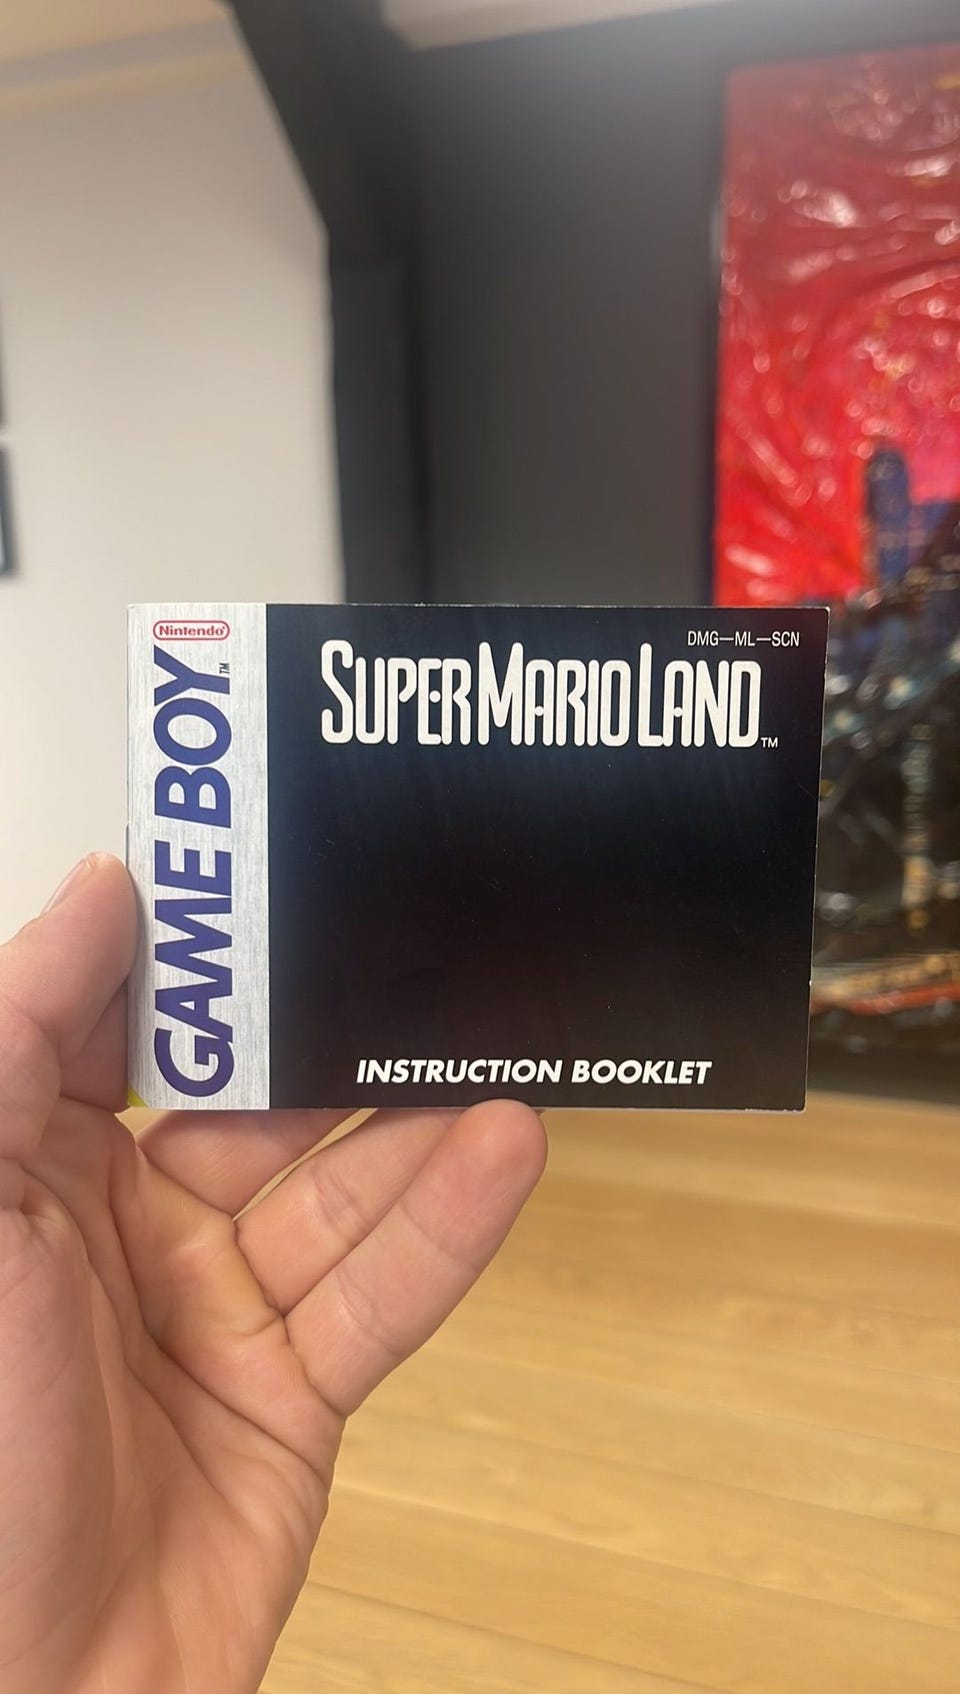 Nintendo®
GAME BOY™
DMG—ML—SCN
SUPER MARIO LAND™
INSTRUCTION BOOKLET